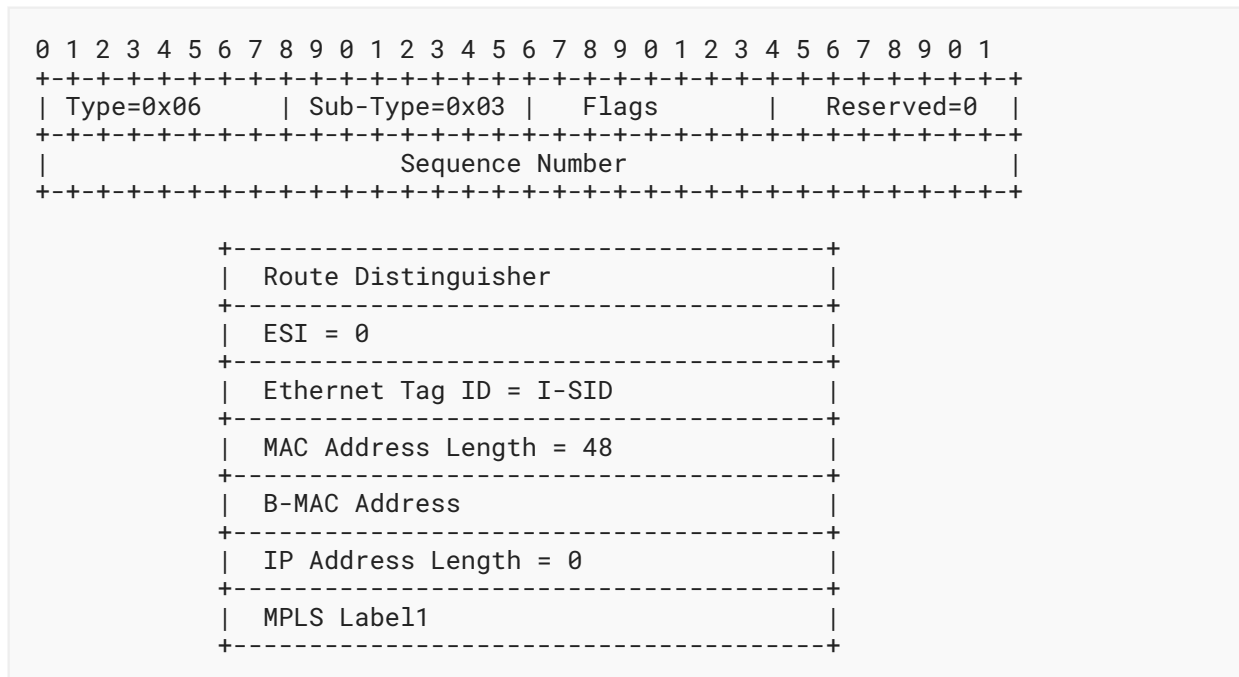 0 1 2 3 4 5 6 7 8 9 0 1 2 3 4 5 6 7 8 9 0 1 2 3 4 5 6 7 8 9 0 1
+-+-+-+-+-+-+-+-+-+-+-+-+-+-+-+-+-+-+-+-+-+-+-+-+-+-+-+-+-+-+-+-+
| Type=0x06     | Sub-Type=0x03 |   Flags       |   Reserved=0  |
+-+-+-+-+-+-+-+-+-+-+-+-+-+-+-+-+-+-+-+-+-+-+-+-+-+-+-+-+-+-+-+-+
|                       Sequence Number                         |
+-+-+-+-+-+-+-+-+-+-+-+-+-+-+-+-+-+-+-+-+-+-+-+-+-+-+-+-+-+-+-+-+
            +---------------------------------------+
            |  Route Distinguisher                  |
            +---------------------------------------+
            |  ESI = 0                              |
            +---------------------------------------+
            |  Ethernet Tag ID = I-SID              |
            +---------------------------------------+
            |  MAC Address Length = 48              |
            +---------------------------------------+
            |  B-MAC Address                        |
            +---------------------------------------+
            |  IP Address Length = 0                |
            +---------------------------------------+
            |  MPLS Label1                          |
            +---------------------------------------+